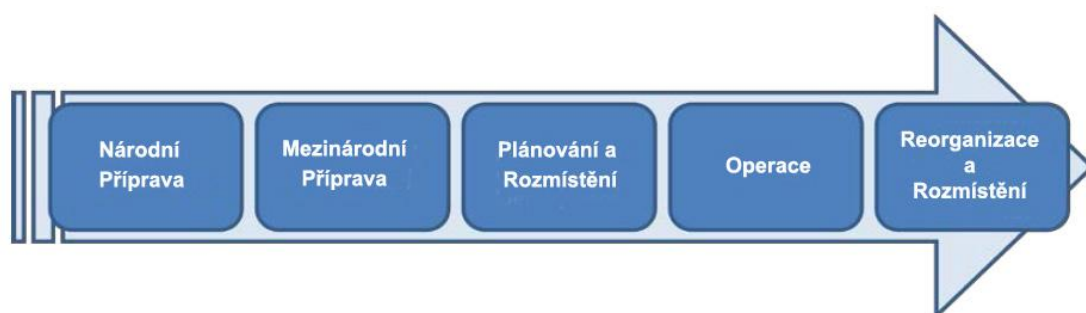 Národní
Příprava
Mezinárodní
Příprava
Plánování a
Rozmístění
Operace
Reorganizace
a
Rozmístění